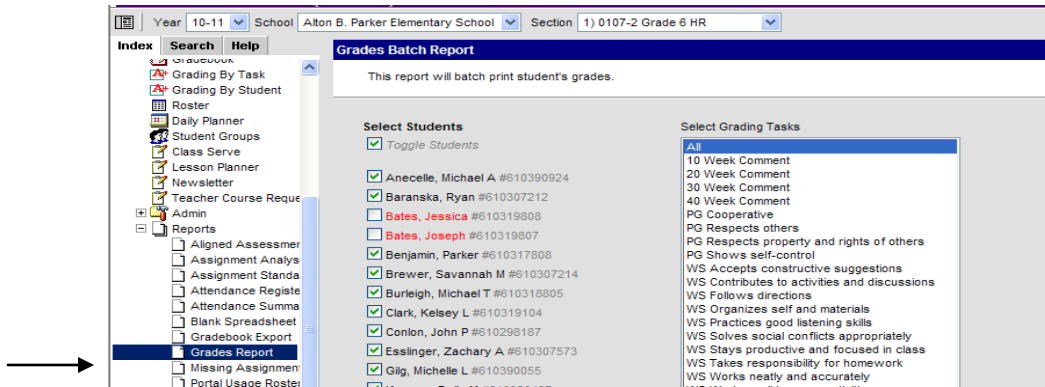 Year 10-11 School Alton B. Parker Elementary School Section 1) 0107-2 Grade 6 HR
Index Search Help
Gradebook
Grading By Task
Grading By Student
Roster
Daily Planner
Student Groups
Class Serve
Lesson Planner
Newsletter
Teacher Course Reque
Admin
Reports
Aligned Assessmer
Assignment Analys
Assignment Standa
Attendance Registe
Attendance Summa
Blank Spreadsheet
Gradebook Export
Grades Report
Missing Assignmen
Portal Usage Roster
Grades Batch Report
This report will batch print student's grades.
Select Students
Toggle Students
Anecelle, Michael A #610390924
Baranska, Ryan #610307212
Bates, Jessica #610319808
Bates, Joseph #610319807
Benjamin, Parker #610317808
Brewer, Savannah M #610307214
Burleigh, Michael T #610318805
Clark, Kelsey L #610319104
Conlon, John P #610298187
Esslinger, Zachary A #610307573
Gilg, Michelle L #610390055
Select Grading Tasks
All
10 Week Comment
20 Week Comment
30 Week Comment
40 Week Comment
PG Cooperative
PG Respects others
PG Respects property and rights of others
PG Shows self-control
WS Accepts constructive suggestions
WS Contributes to activities and discussions
WS Follows directions
WS Organizes self and materials
WS Practices good listening skills
WS Solves social conflicts appropriately
WS Stays productive and focused in class
WS Takes responsibility for homework
WS Works neatly and accurately